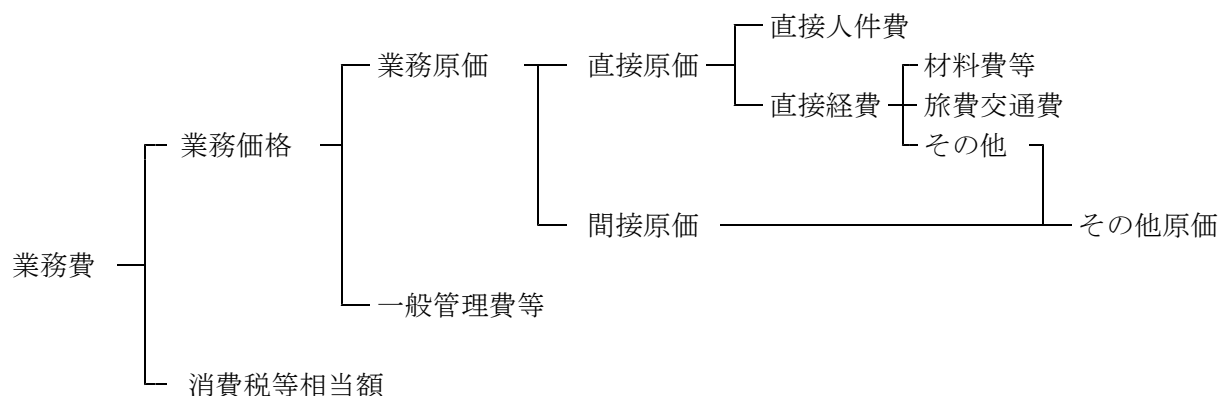 直接人件費
業務原価 直接原価 材料費等
直接経費 旅費交通費
業務価格 その他
間接原価 その他原価
業務費
一般管理費等
消費税等相当額